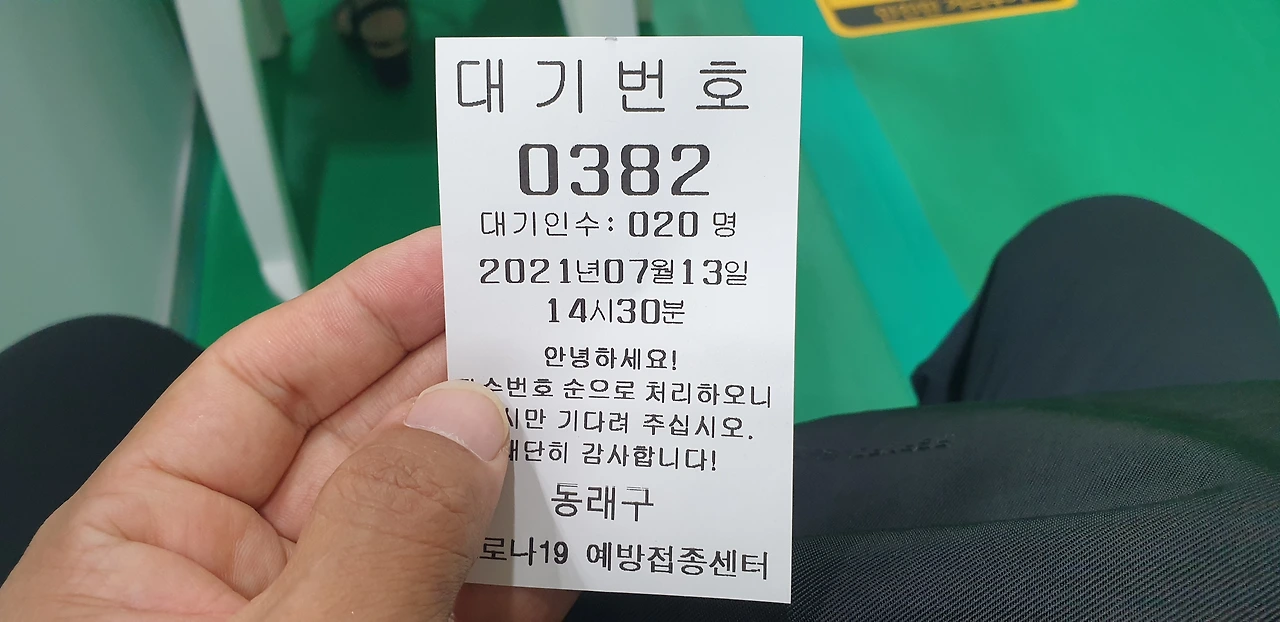 대기번호
0382
대기인수: 020 명
2021년07월13일
14시30분
안녕하세요!
순으로 처리하오니
기다려 주십시오.
감사합니다!
동래구
예방접종센터